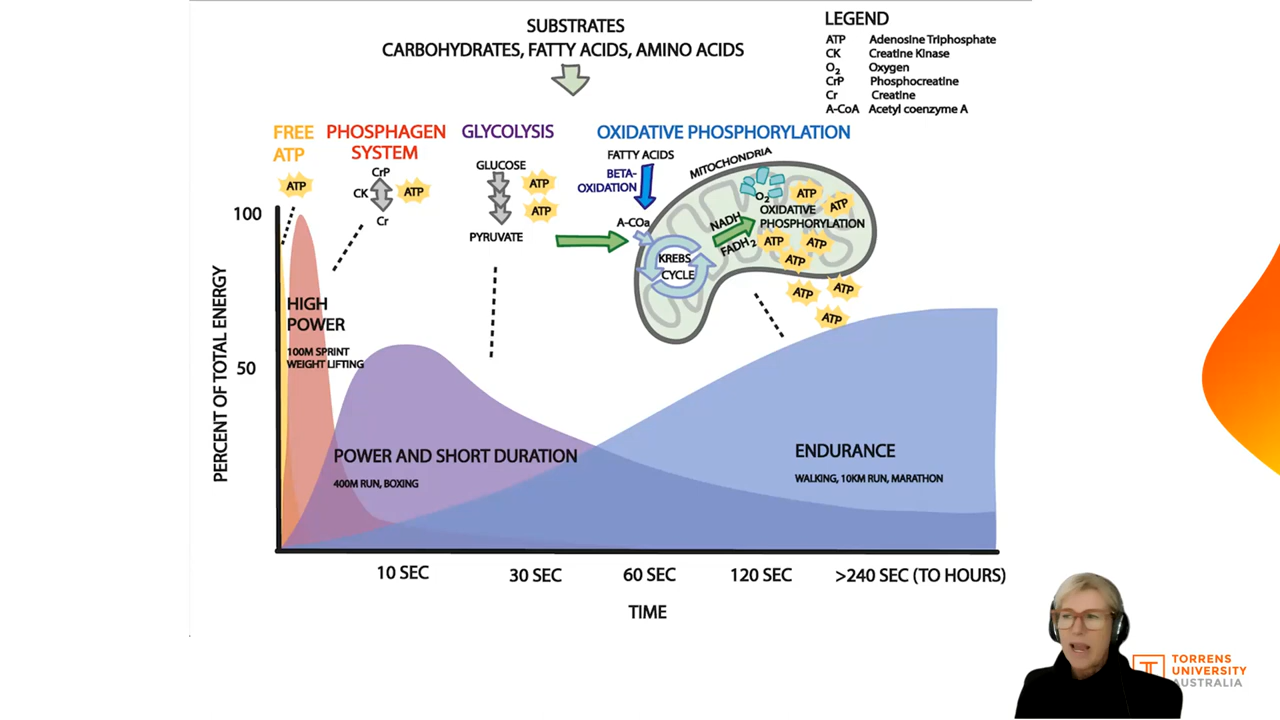 SUBSTRATES
CARBOHYDRATES, FATTY ACIDS, AMINO ACIDS
LEGEND
ATP Adenosine Triphosphate
CK Creatine Kinase
O2 Oxygen
CrP Phosphocreatine
Cr Creatine
A-CoA Acetyl coenzyme A
FREE
ATP
ATP
PHOSPHAGEN
SYSTEM
CrP
CK
ATP
Cr
GLYCOLYSIS
GLUCOSE
ATP
ATP
PYRUVATE
OXIDATIVE PHOSPHORYLATION
FATTY ACIDS
BETA-
OXIDATION
A-COa
MITOCHONDRIA
KREBS
CYCLE
NADH
FADH2
O2
OXIDATIVE
PHOSPHORYLATION
ATP
ATP
ATP
ATP
ATP
ATP
ATP
ATP
PERCENT OF TOTAL ENERGY
100
50
HIGH
POWER
100M SPRINT
WEIGHT LIFTING
POWER AND SHORT DURATION
400M RUN, BOXING
ENDURANCE
WALKING, 10KM RUN, MARATHON
10 SEC
30 SEC
60 SEC
120 SEC
>240 SEC (TO HOURS)
TIME
TORRENS
UNIVERSITY
AUSTRALIA